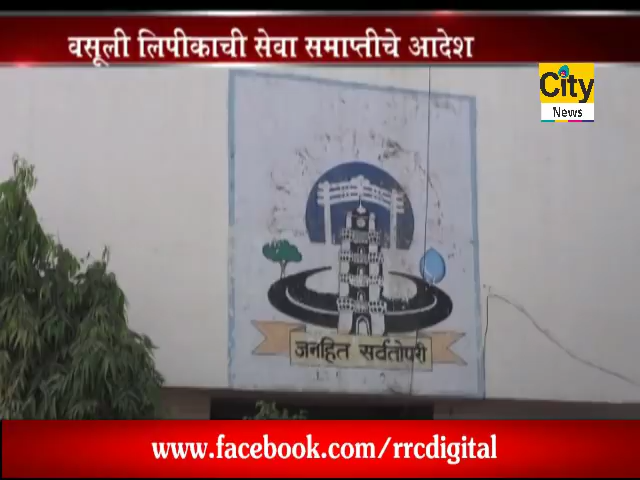 वसूली लिपीकाची सेवा समाप्तीचे आदेश
City
News
जनहित सर्वतोपरी
www.facebook.com/rrcdigital